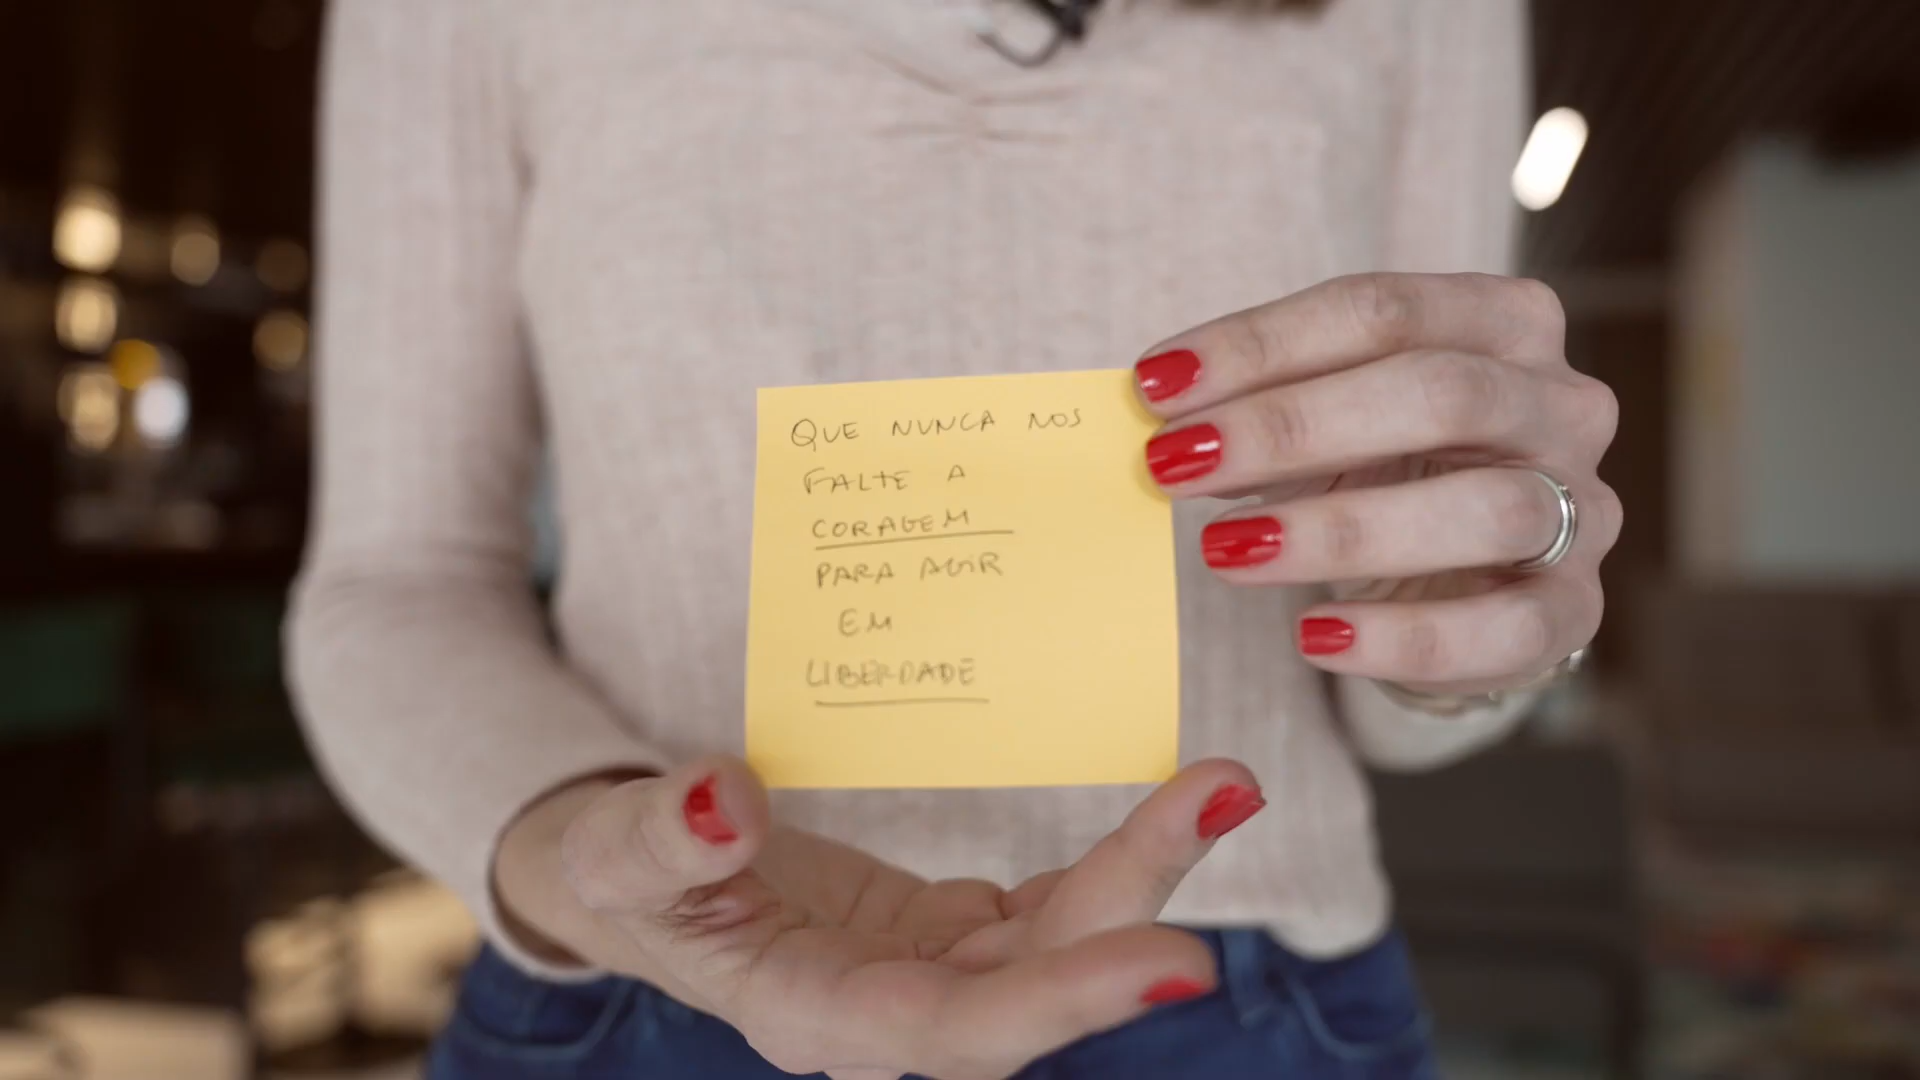 QUE NUNCA NOS
FALTE A
CORAGEM
PARA AGIR
EM
LIBERDADE